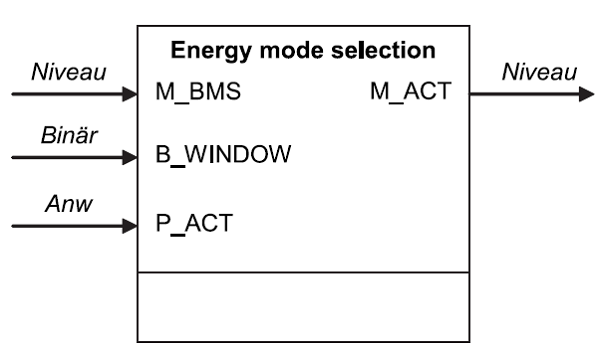 Energy mode selection
Niveau M_BMS M_ACT Niveau
Binär B_WINDOW
Anw P_ACT